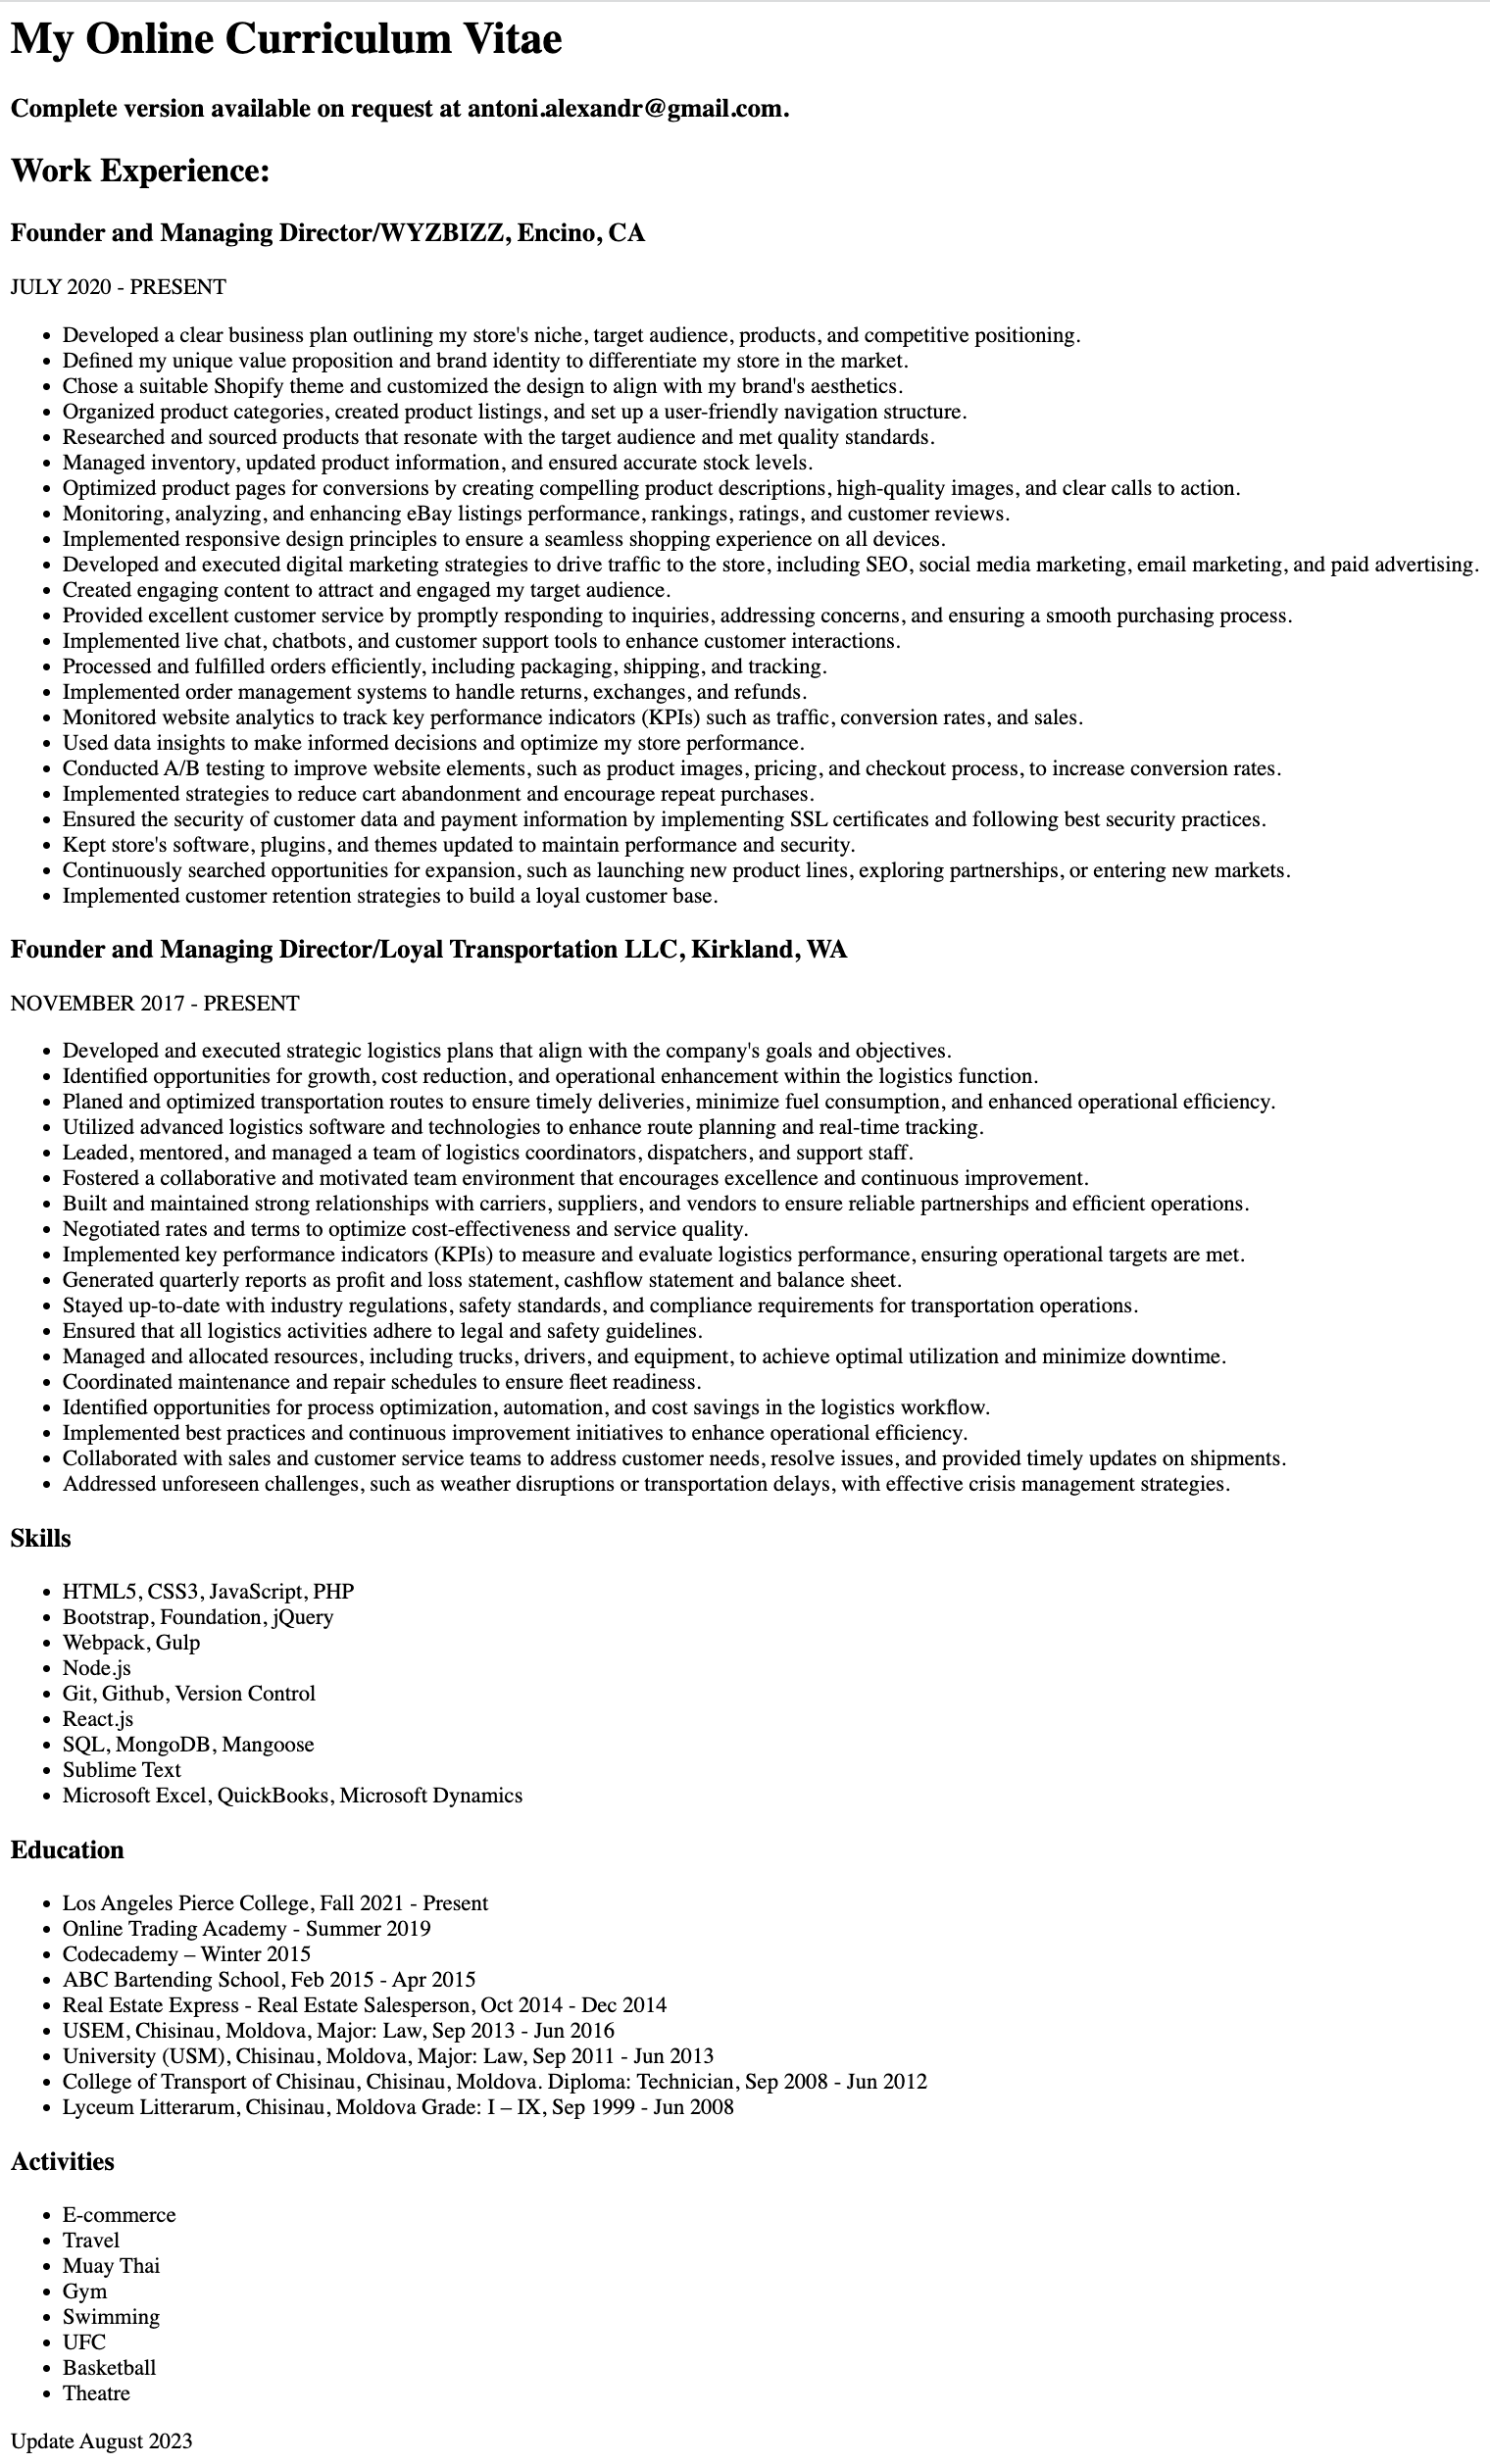 My Online Curriculum Vitae
Complete version available on request at antoni.alexandr@gmail.com.
Work Experience:
Founder and Managing Director/WYZBIZZ, Encino, CA
JULY 2020 - PRESENT
• Developed a clear business plan outlining my store's niche, target audience, products, and competitive positioning.
• Defined my unique value proposition and brand identity to differentiate my store in the market.
• Chose a suitable Shopify theme and customized the design to align with my brand's aesthetics.
• Organized product categories, created product listings, and set up a user-friendly navigation structure.
• Researched and sourced products that resonate with the target audience and met quality standards.
• Managed inventory, updated product information, and ensured accurate stock levels.
• Optimized product pages for conversions by creating compelling product descriptions, high-quality images, and clear calls to action.
• Monitoring, analyzing, and enhancing eBay listings performance, rankings, ratings, and customer reviews.
• Implemented responsive design principles to ensure a seamless shopping experience on all devices.
• Developed and executed digital marketing strategies to drive traffic to the store, including SEO, social media marketing, email marketing, and paid advertising.
• Created engaging content to attract and engaged my target audience.
• Provided excellent customer service by promptly responding to inquiries, addressing concerns, and ensuring a smooth purchasing process.
• Implemented live chat, chatbots, and customer support tools to enhance customer interactions.
• Processed and fulfilled orders efficiently, including packaging, shipping, and tracking.
• Implemented order management systems to handle returns, exchanges, and refunds.
• Monitored website analytics to track key performance indicators (KPIs) such as traffic, conversion rates, and sales.
• Used data insights to make informed decisions and optimize my store performance.
• Conducted A/B testing to improve website elements, such as product images, pricing, and checkout process, to increase conversion rates.
• Implemented strategies to reduce cart abandonment and encourage repeat purchases.
• Ensured the security of customer data and payment information by implementing SSL certificates and following best security practices.
• Kept store's software, plugins, and themes updated to maintain performance and security.
• Continuously searched opportunities for expansion, such as launching new product lines, exploring partnerships, or entering new markets.
• Implemented customer retention strategies to build a loyal customer base.
Founder and Managing Director/Loyal Transportation LLC, Kirkland, WA
NOVEMBER 2017 - PRESENT
• Developed and executed strategic logistics plans that align with the company's goals and objectives.
• Identified opportunities for growth, cost reduction, and operational enhancement within the logistics function.
• Planed and optimized transportation routes to ensure timely deliveries, minimize fuel consumption, and enhanced operational efficiency.
• Utilized advanced logistics software and technologies to enhance route planning and real-time tracking.
• Leaded, mentored, and managed a team of logistics coordinators, dispatchers, and support staff.
• Fostered a collaborative and motivated team environment that encourages excellence and continuous improvement.
• Built and maintained strong relationships with carriers, suppliers, and vendors to ensure reliable partnerships and efficient operations.
• Negotiated rates and terms to optimize cost-effectiveness and service quality.
• Implemented key performance indicators (KPIs) to measure and evaluate logistics performance, ensuring operational targets are met.
• Generated quarterly reports as profit and loss statement, cashflow statement and balance sheet.
• Stayed up-to-date with industry regulations, safety standards, and compliance requirements for transportation operations.
• Ensured that all logistics activities adhere to legal and safety guidelines.
• Managed and allocated resources, including trucks, drivers, and equipment, to achieve optimal utilization and minimize downtime.
• Coordinated maintenance and repair schedules to ensure fleet readiness.
• Identified opportunities for process optimization, automation, and cost savings in the logistics workflow.
• Implemented best practices and continuous improvement initiatives to enhance operational efficiency.
• Collaborated with sales and customer service teams to address customer needs, resolve issues, and provided timely updates on shipments.
• Addressed unforeseen challenges, such as weather disruptions or transportation delays, with effective crisis management strategies.
Skills
• HTML5, CSS3, JavaScript, PHP
• Bootstrap, Foundation, jQuery
• Webpack, Gulp
• Node.js
• Git, Github, Version Control
• React.js
• SQL, MongoDB, Mangoose
• Sublime Text
• Microsoft Excel, QuickBooks, Microsoft Dynamics
Education
• Los Angeles Pierce College, Fall 2021 - Present
• Online Trading Academy - Summer 2019
• Codecademy – Winter 2015
• ABC Bartending School, Feb 2015 - Apr 2015
• Real Estate Express - Real Estate Salesperson, Oct 2014 - Dec 2014
• USEM, Chisinau, Moldova, Major: Law, Sep 2013 - Jun 2016
• University (USM), Chisinau, Moldova, Major: Law, Sep 2011 - Jun 2013
• College of Transport of Chisinau, Chisinau, Moldova. Diploma: Technician, Sep 2008 - Jun 2012
• Lyceum Litterarum, Chisinau, Moldova Grade: I – IX, Sep 1999 - Jun 2008
Activities
• E-commerce
• Travel
• Muay Thai
• Gym
• Swimming
• UFC
• Basketball
• Theatre
Update August 2023